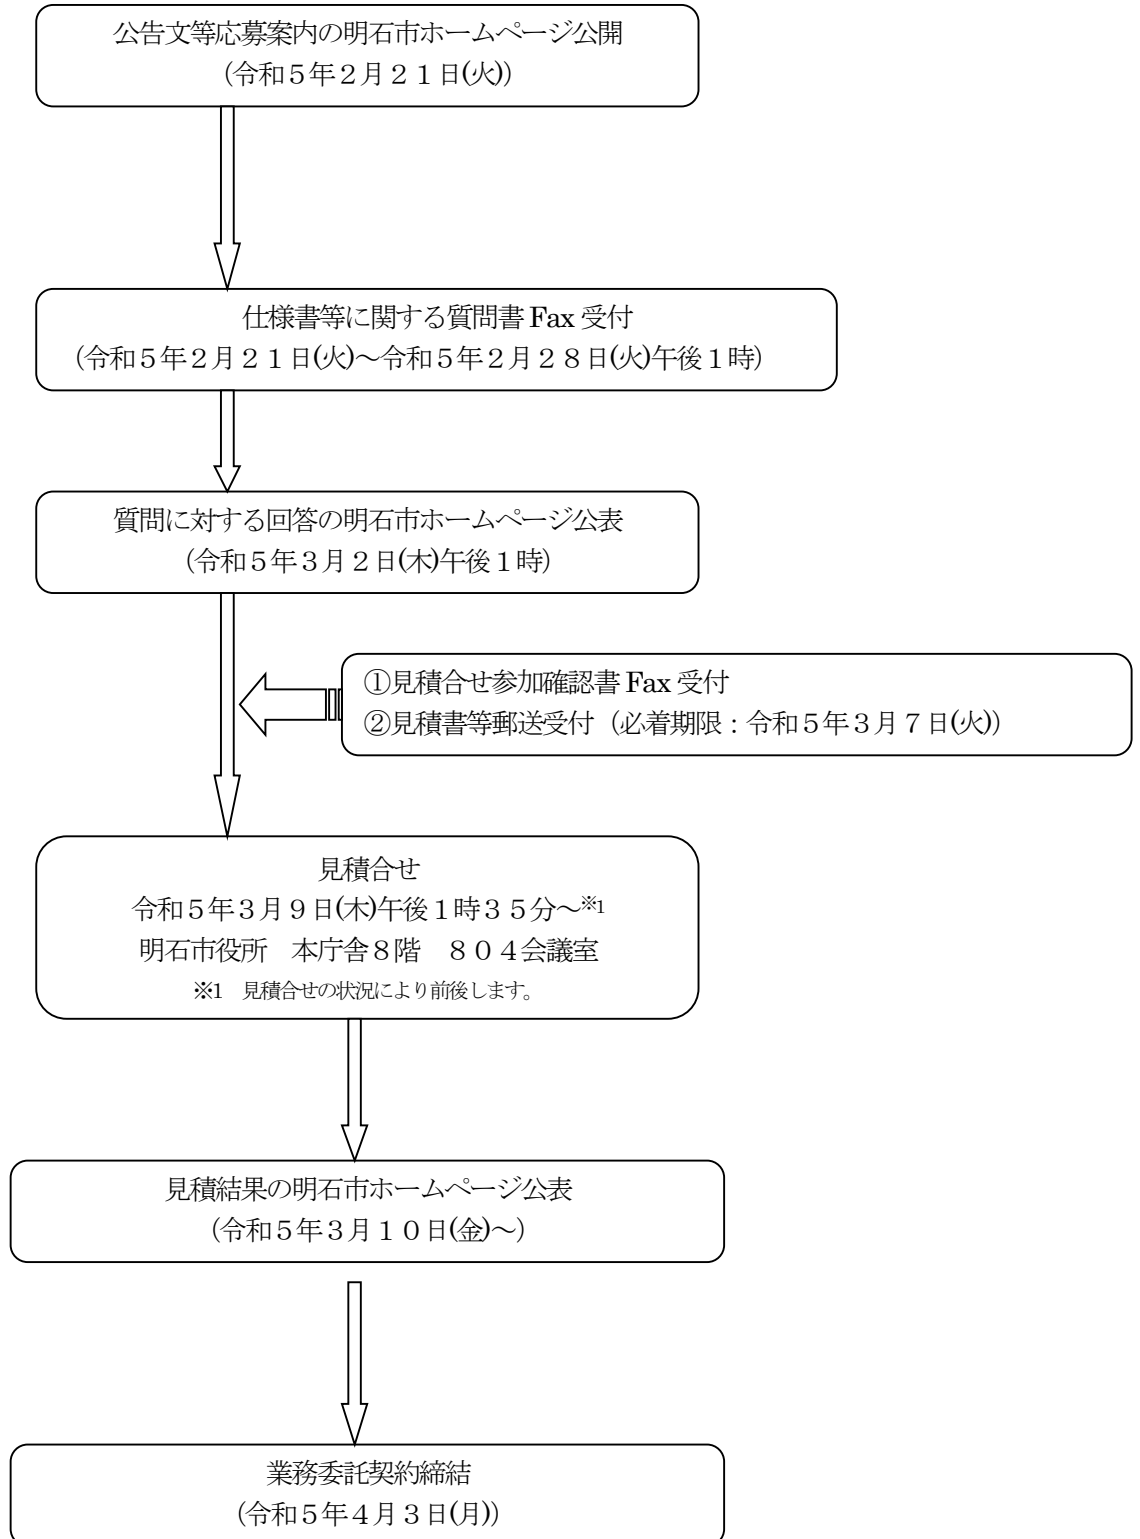 公告文等応募案内の明石市ホームページ公開
（令和５年２月２１日(火)）
仕様書等に関する質問書 Fax 受付
（令和５年２月２１日(火)～令和５年２月２８日(火)午後１時）
質問に対する回答の明石市ホームページ公表
（令和５年３月２日(木)午後１時）
①見積合せ参加確認書 Fax 受付
②見積書等郵送受付（必着期限：令和５年３月７日(火)）
見積合せ
令和５年３月９日(木)午後１時３５分～※1
明石市役所　本庁舎８階　８０４会議室
※1　見積合せの状況により前後します。
見積結果の明石市ホームページ公表
（令和５年３月１０日(金)～）
業務委託契約締結
（令和５年４月３日(月)）